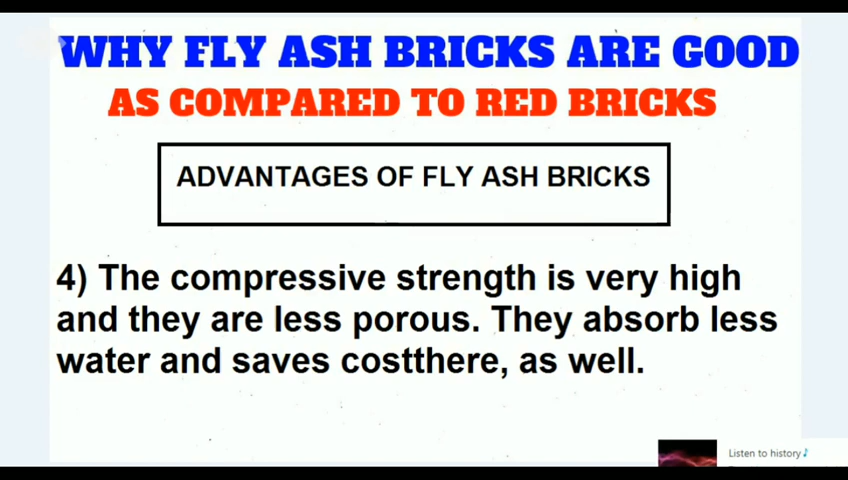 WHY FLY ASH BRICKS ARE GOOD
AS COMPARED TO RED BRICKS
ADVANTAGES OF FLY ASH BRICKS
4) The compressive strength is very high
and they are less porous. They absorb less
water and saves costthere, as well.
Listen to history♪